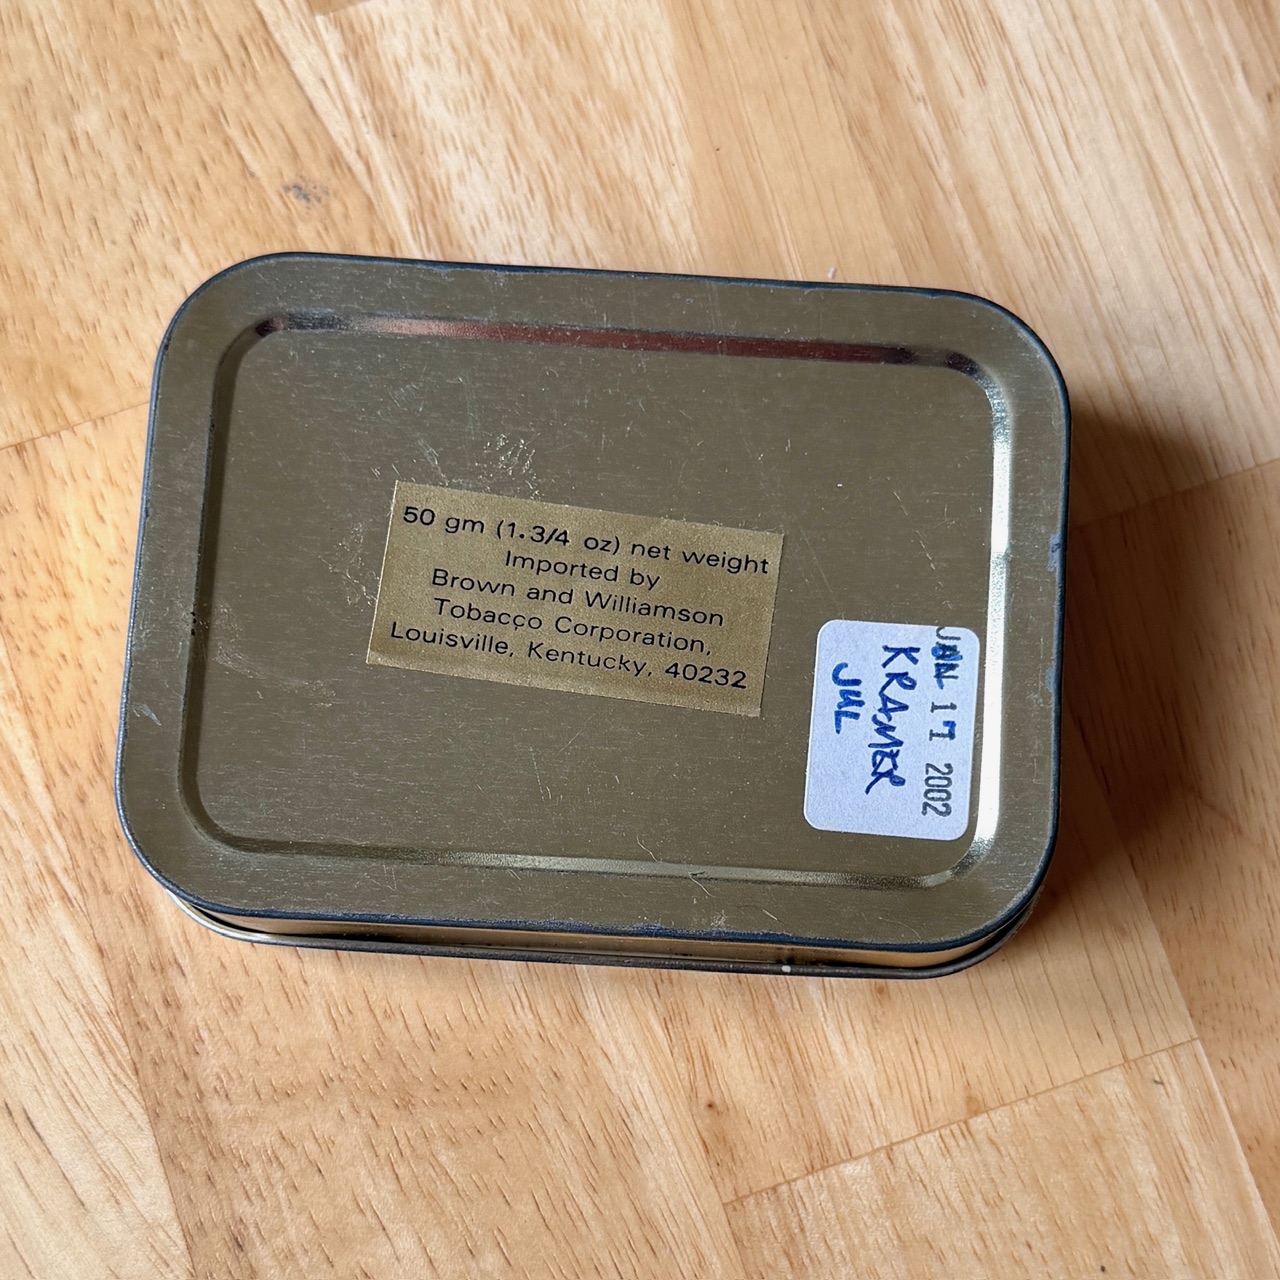 50 gm (1.3/4 oz) net weight
Imported by
Brown and Williamson
Tobacco Corporation,
Louisville, Kentucky, 40232
17 2002
KRAMER
JUL